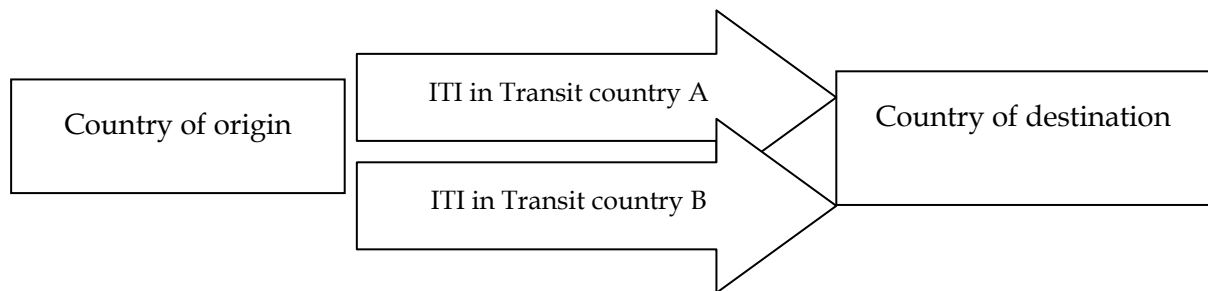 Country of origin
ITI in Transit country A
Country of destination
ITI in Transit country B